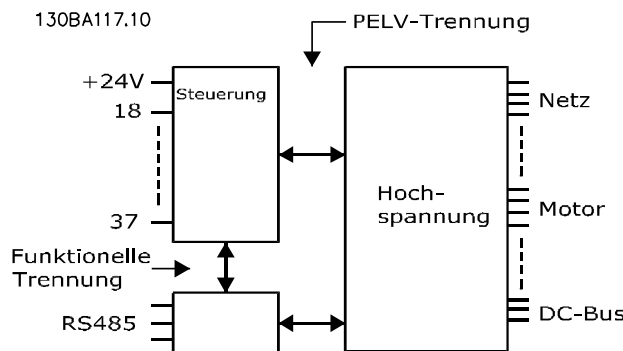 130BA117.10
PELV-Trennung
+24V
Steuerung
18
Netz
Hoch-
spannung
37
Motor
Funktionelle
Trennung
RS485
DC-Bus